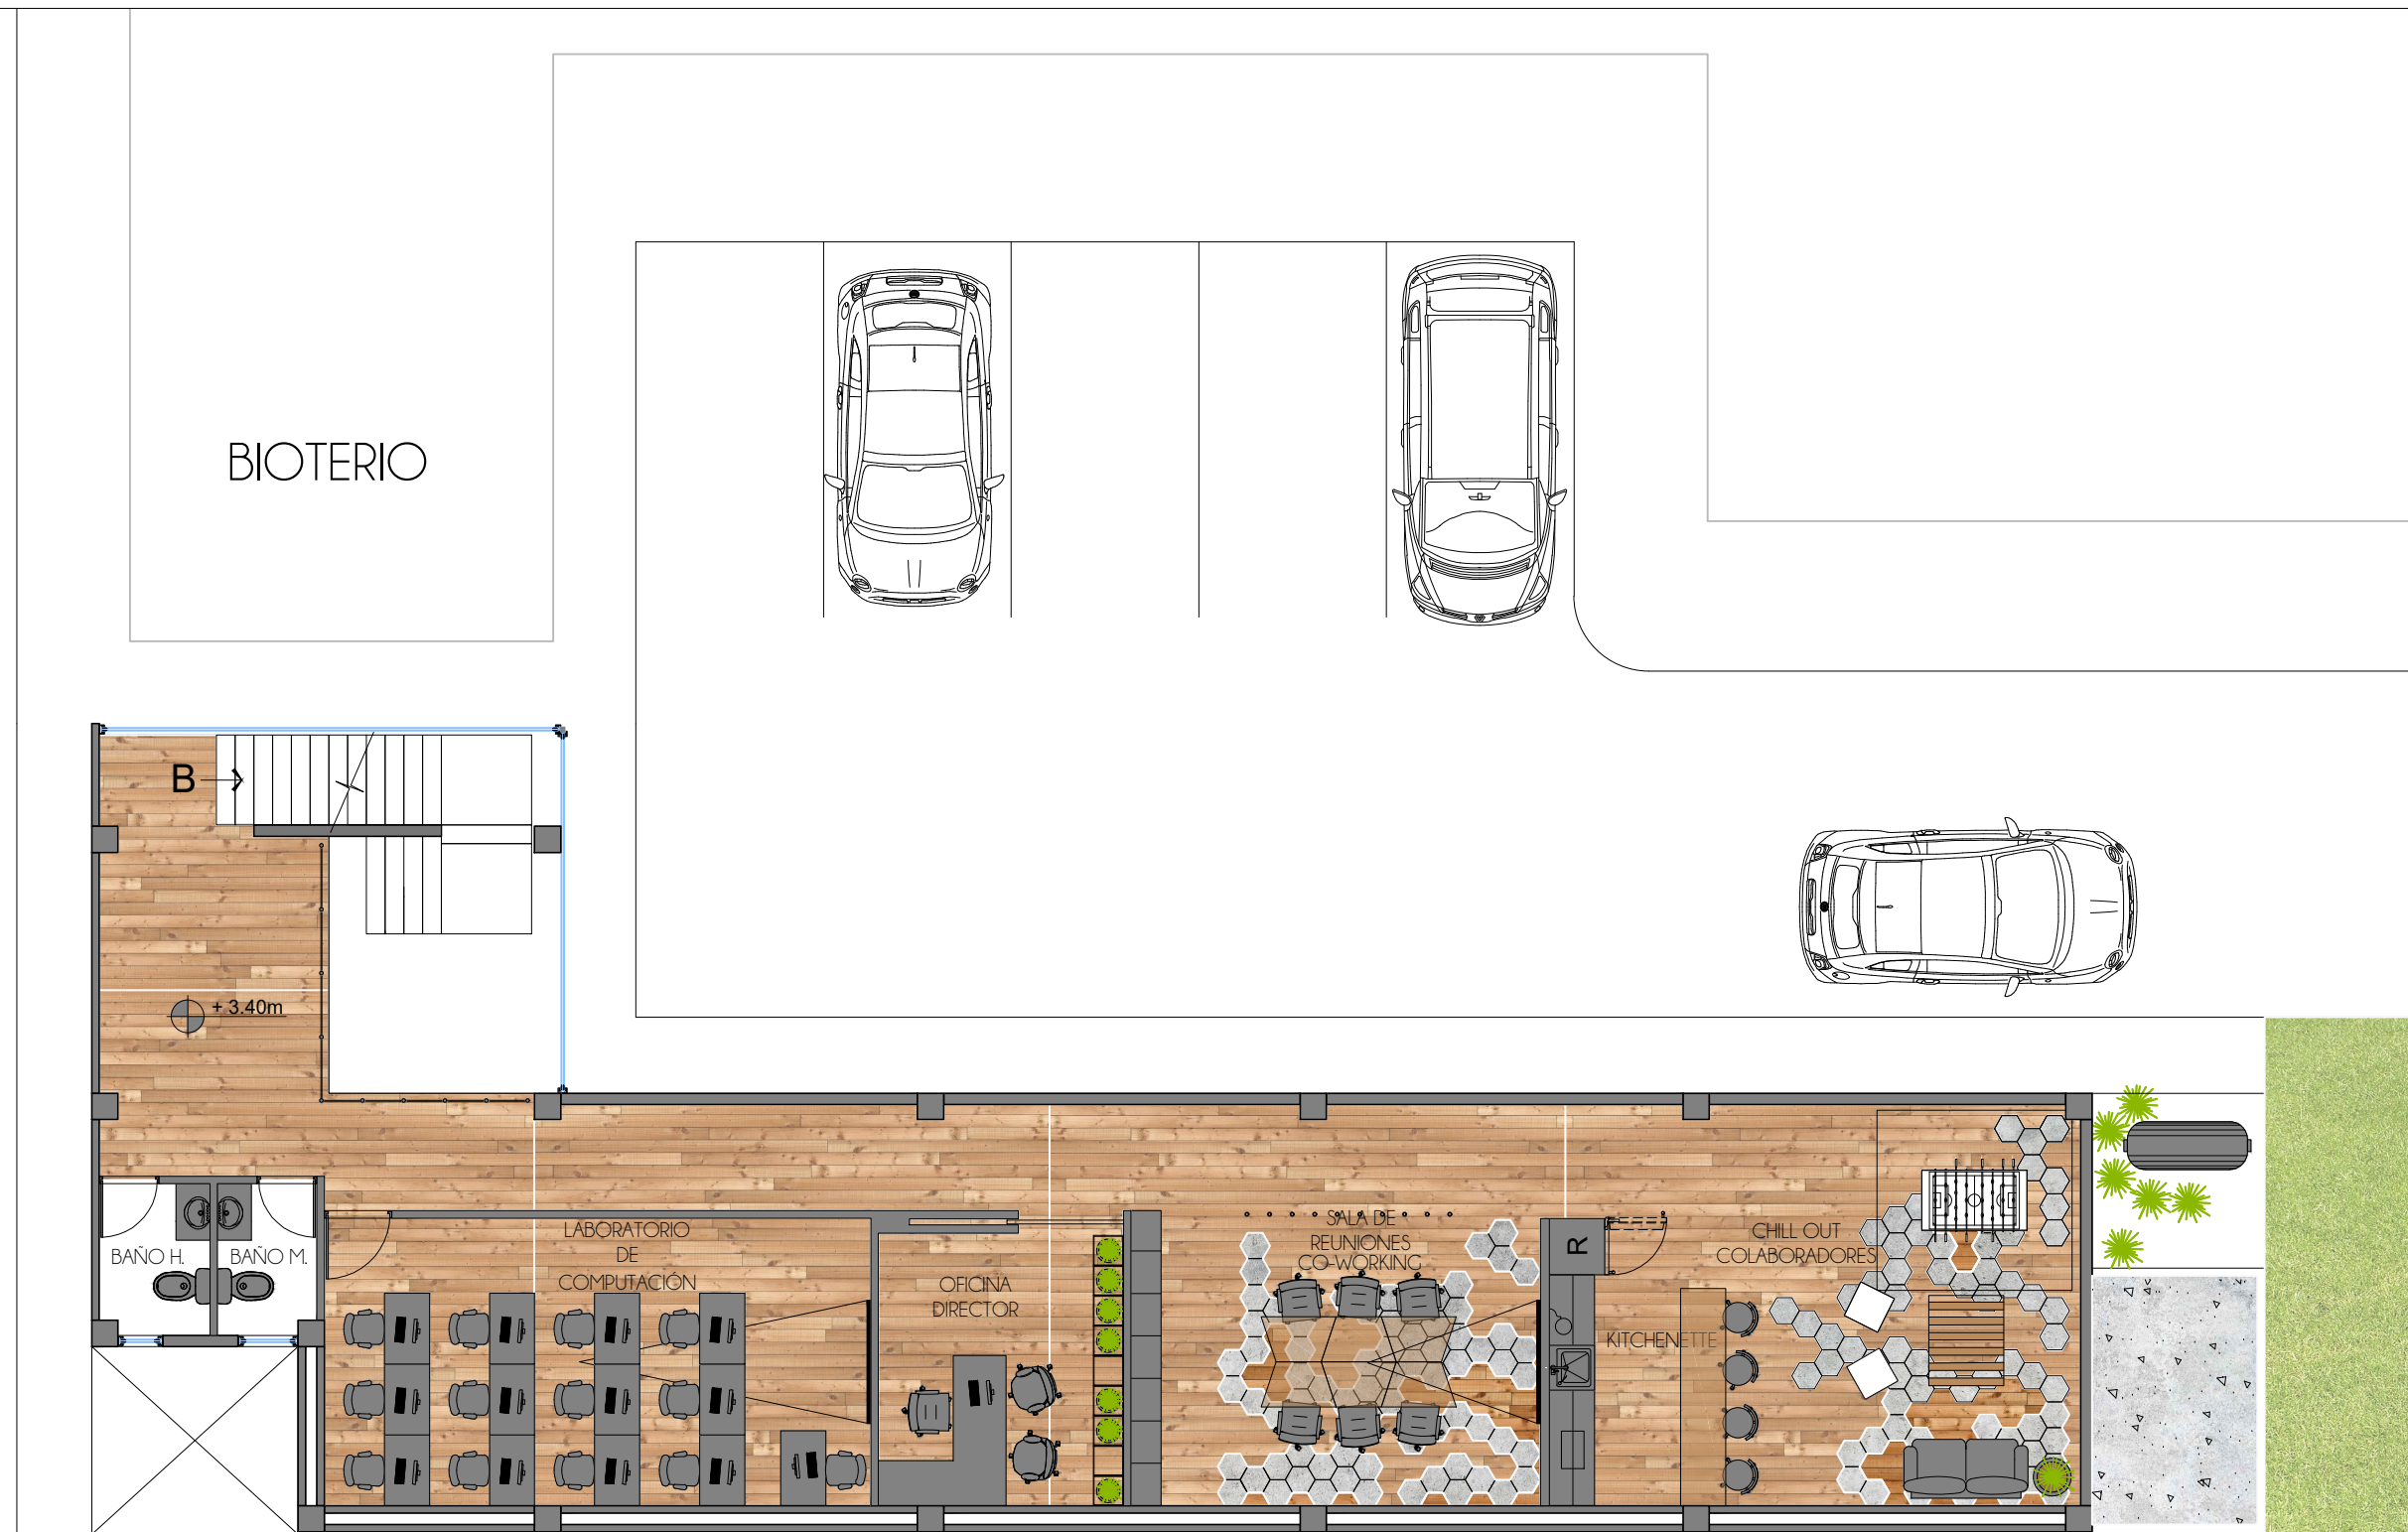 BIOTERIO
B
+ 3.40m
BAÑO H.
BAÑO M.
LABORATORIO
DE
COMPUTACIÓN
OFICINA
DIRECTOR
SALA DE
REUNIONES
CO-WORKING
R
KITCHENETTE
CHILL OUT
COLABORADORES